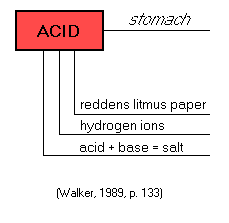 stomach
ACID
reddens litmus paper
hydrogen ions
acid + base = salt
(Walker, 1989, p. 133)